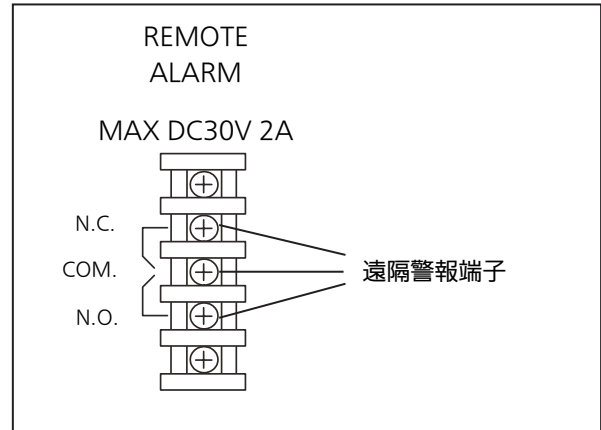 REMOTE
ALARM
MAX DC30V 2A
N.C.
COM.
N.O.
遠隔警報端子